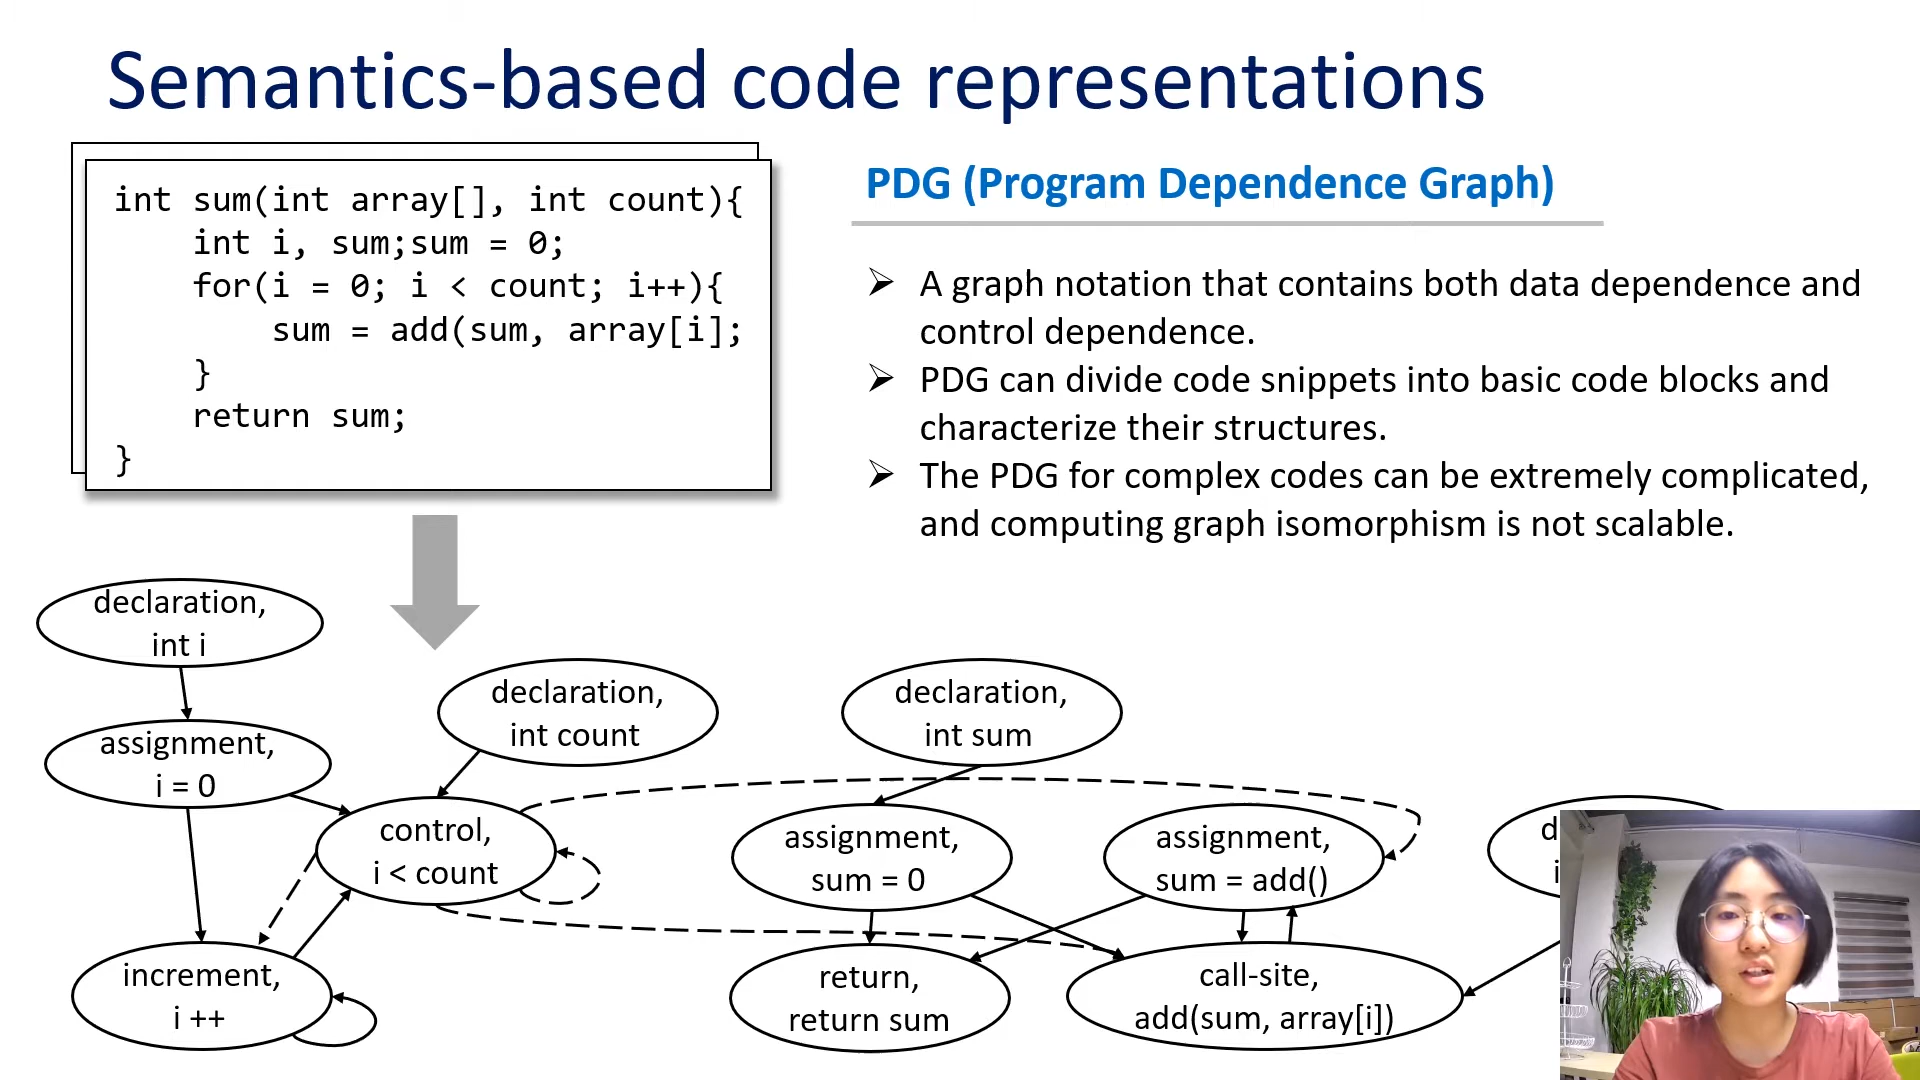 Semantics-based code representations
int sum(int array[], int count){
int i, sum;sum = 0;
for(i = 0; i < count; i++){
sum = add(sum, array[i];
}
return sum;
}
PDG (Program Dependence Graph)
➢ A graph notation that contains both data dependence and
control dependence.
➢ PDG can divide code snippets into basic code blocks and
characterize their structures.
➢ The PDG for complex codes can be extremely complicated,
and computing graph isomorphism is not scalable.
declaration,
int i
declaration,
int count
declaration,
int sum
assignment,
i = 0
control,
i < count
assignment,
sum = 0
assignment,
sum = add()
increment,
i ++
return,
return sum
call-site,
add(sum, array[i])